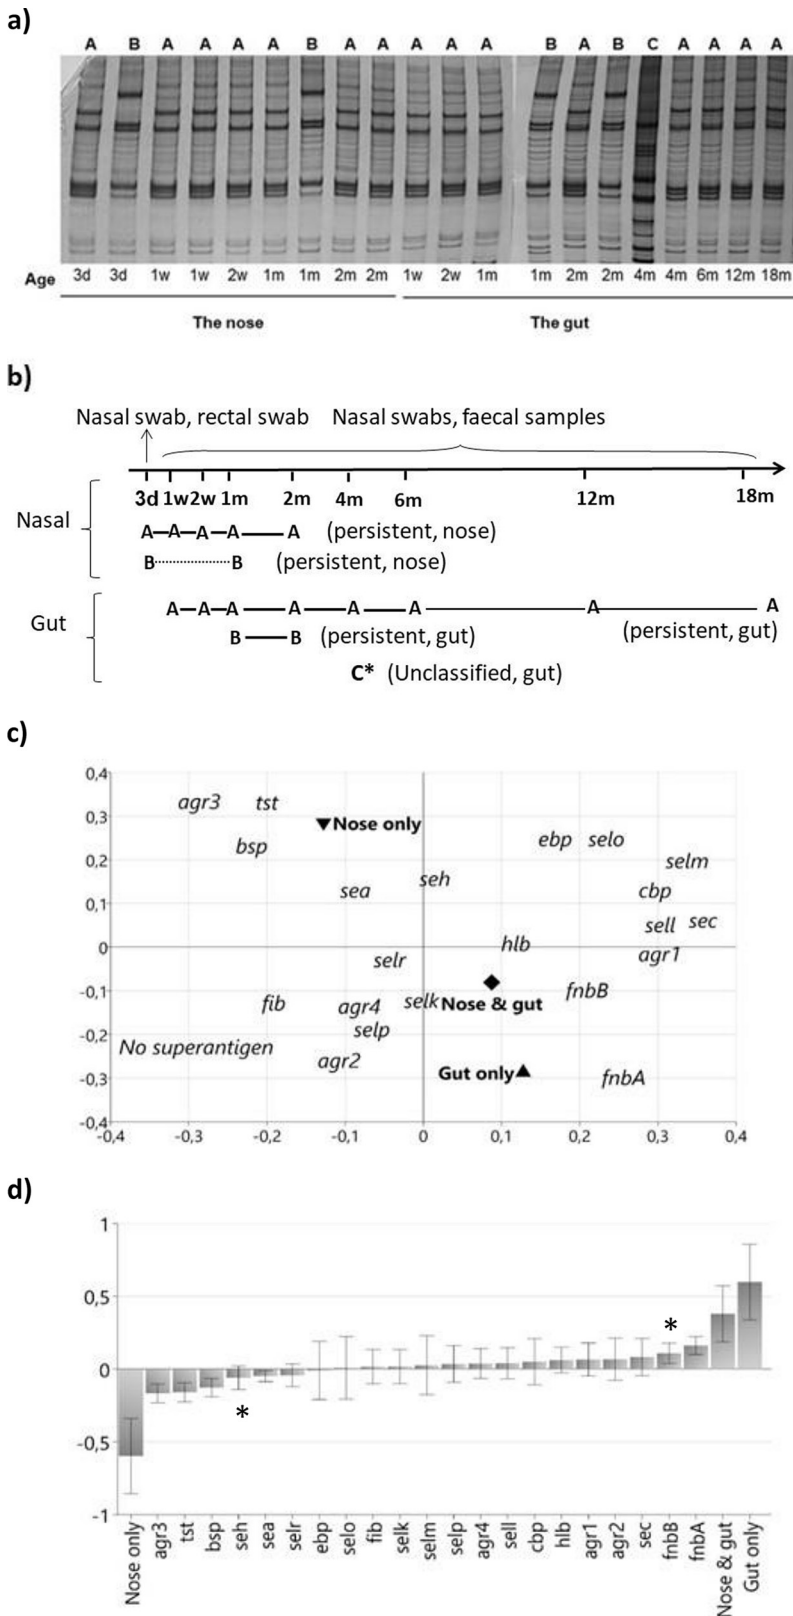 a)
A B A A A A B A A A A A B A B C A A A A
Age 3d 3d 1w 1w 2w 1m 1m 2m 2m 1w 2w 1m 1m 2m 2m 4m 4m 6m 12m 18m
The nose The gut
b)
Nasal swab, rectal swab Nasal swabs, faecal samples
3d 1w 2w 1m 2m 4m 6m 12m 18m
Nasal
A A A A A (persistent, nose)
B B (persistent, nose)
Gut
A A A A A A A A
B B (persistent, gut) (persistent, gut)
C* (Unclassified, gut)
c)
0,4
0,3
0,2
0,1
0
-0,1
-0,2
-0,3
-0,4
agr3 tst
Nose only
bsp
ebp selo
selm
sea
seh
cbp
sell sec
hlb
agr1
selr
fnbB
fib
agr4
selk
Nose & gut
selp
No superantigen
agr2
Gut only
fnbA
-0,4 -0,3 -0,2 -0,1 0 0,1 0,2 0,3 0,4
d)
1
0,5
0
-0,5
-1
*
*
Nose only
agr3
tst
bsp
seh
sea
selr
ebp
selo
fib
selk
selm
selp
agr4
sell
cbp
hlb
agr1
agr2
sec
fnbB
fnbA
Nose & gut
Gut only